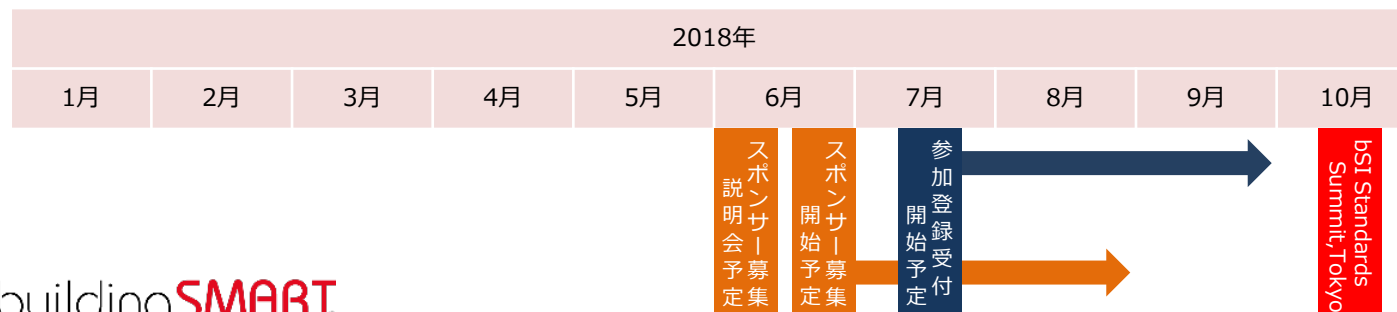 2018年
1月
2月
3月
4月
5月
6月
7月
8月
9月
10月
スポンサー募集
説明会予定
スポンサー募集
開始予定
参加登録受付
開始予定
bSI Standards
Summit,Tokyo
buildingSMART